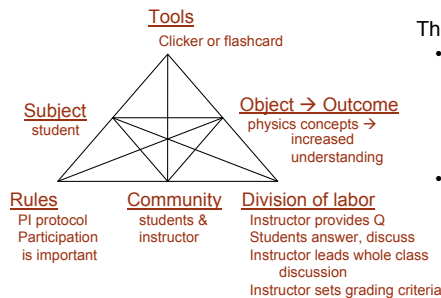 Tools
Clicker or flashcard
Th
•
Subject
student
Object → Outcome
physics concepts →
increased
understanding
•
Rules
PI protocol
Participation
is important
Community
students &
instructor
Division of labor
Instructor provides Q
Students answer, discuss
Instructor leads whole class
discussion
Instructor sets grading criteria